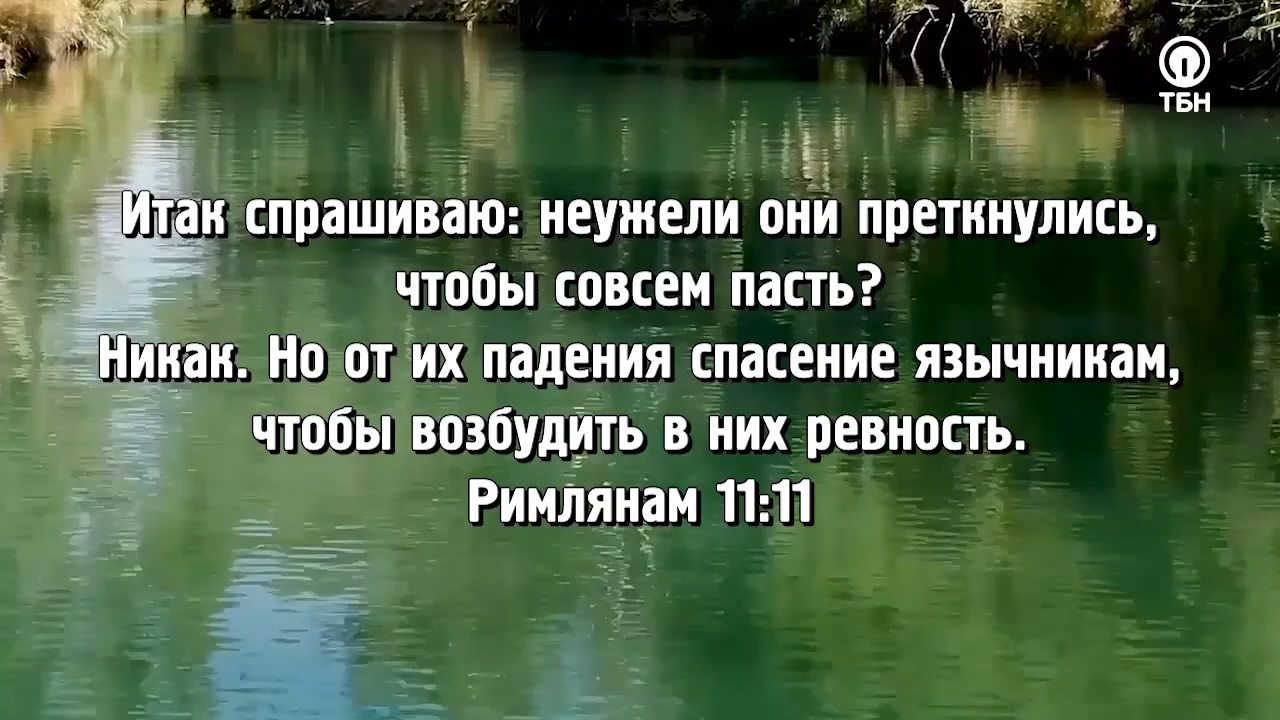 ТБН
Итак спрашиваю: неужели они преткнулись,
чтобы совсем пасть?
Никак. Но от их падения спасение язычникам,
чтобы возбудить в них ревность.
Римлянам 11:11